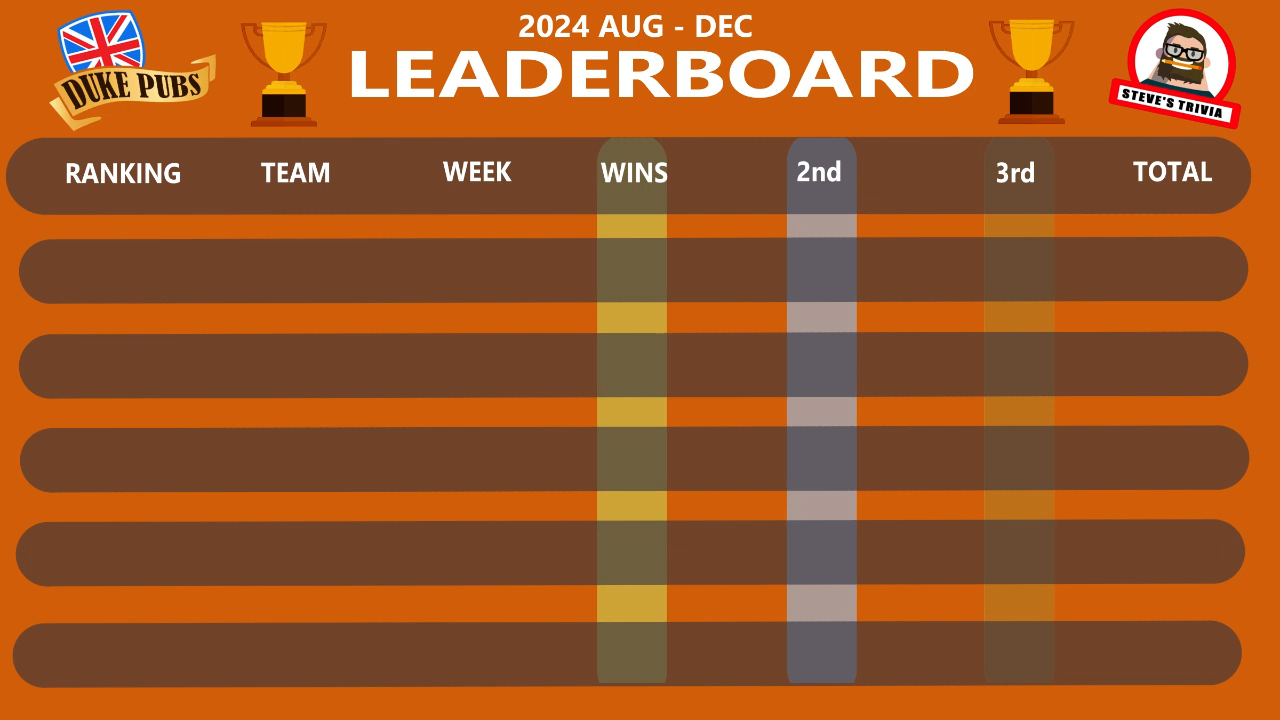 2024 AUG - DEC
LEADERBOARD
DUKE PUBS
STEVE'S TRIVIA
RANKING TEAM WEEK WINS 2nd 3rd TOTAL